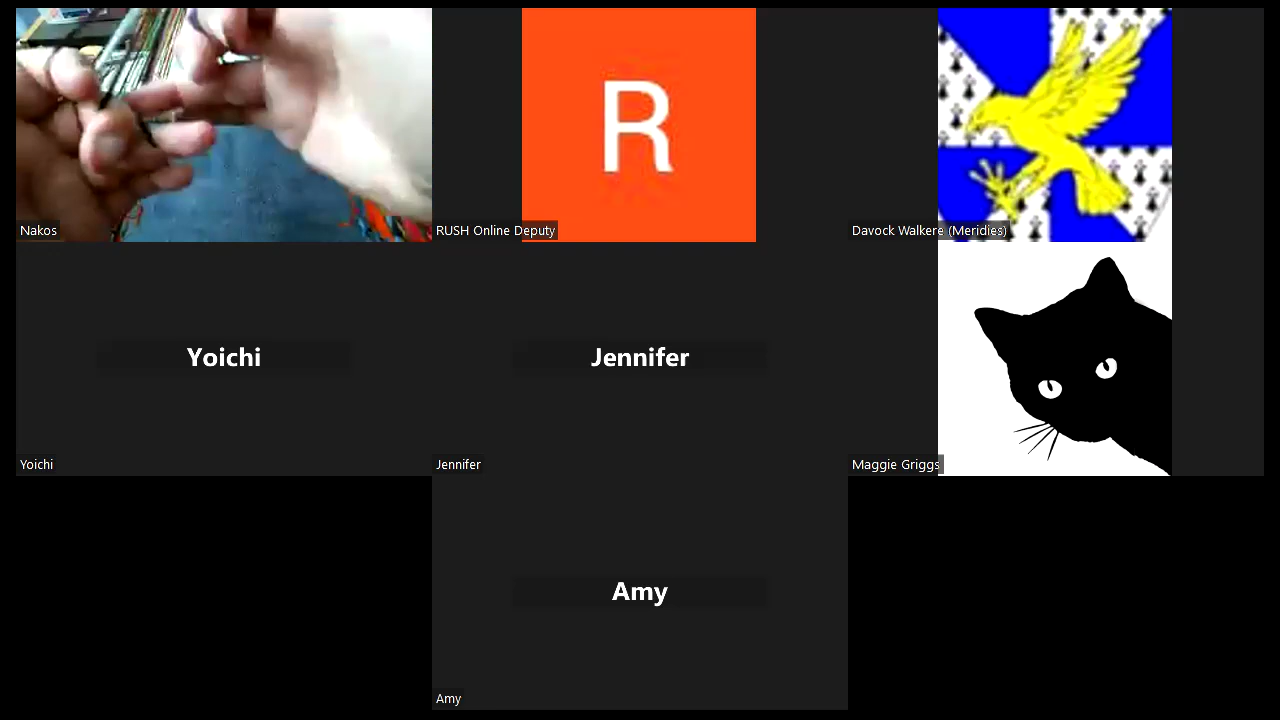 Nakos
R
RUSH Online Deputy
Davock Walkere (Meridies)
Yoichi
Yoichi
Jennifer
Jennifer
Maggie Griggs
Amy
Amy